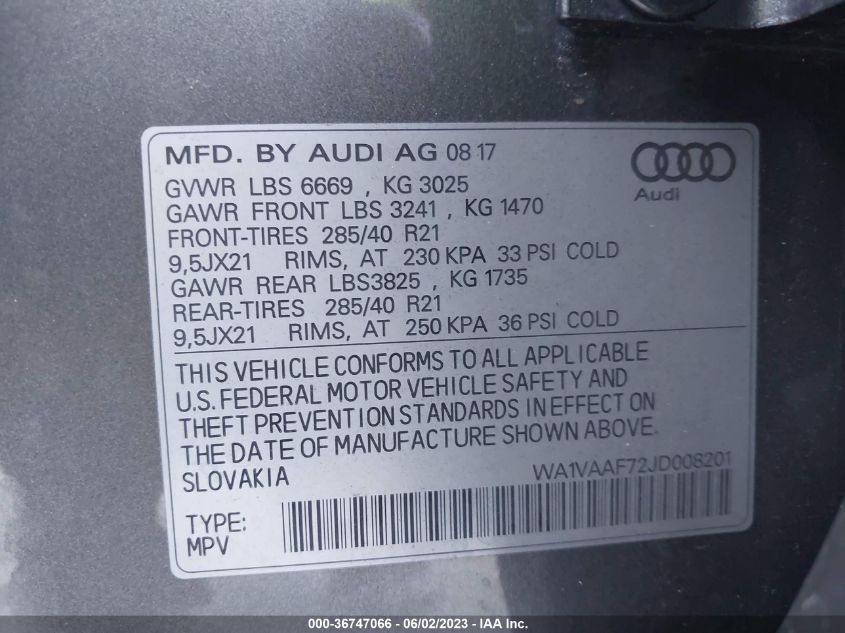 MFD. BY AUDI AG 08 17
Audi
GVWR LBS 6669 , KG 3025
GAWR FRONT LBS 3241 , KG 1470
FRONT-TIRES 285/40 R21
9,5JX21 RIMS, AT 230 KPA 33 PSI COLD
GAWR REAR LBS3825 , KG 1735
REAR-TIRES 285/40 R21
9,5JX21 RIMS, AT 250 KPA 36 PSI COLD
THIS VEHICLE CONFORMS TO ALL APPLICABLE
U.S. FEDERAL MOTOR VEHICLE SAFETY AND
THEFT PREVENTION STANDARDS IN EFFECT ON
THE DATE OF MANUFACTURE SHOWN ABOVE.
SLOVAKIA
WA1VAAF72JD008201
TYPE:
MPV
000-36747066 - 06/02/2023 - IAA Inc.